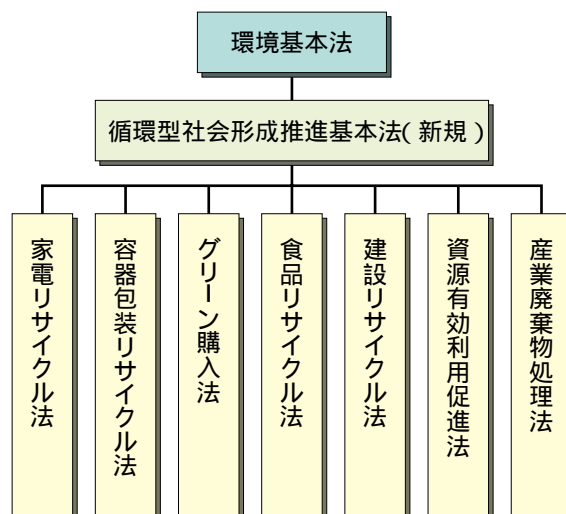 環境基本法
循環型社会形成推進基本法(新規)
家電リサイクル法
容器包装リサイクル法
グリーン購入法
食品リサイクル法
建設リサイクル法
資源有効利用促進法
産業廃棄物処理法